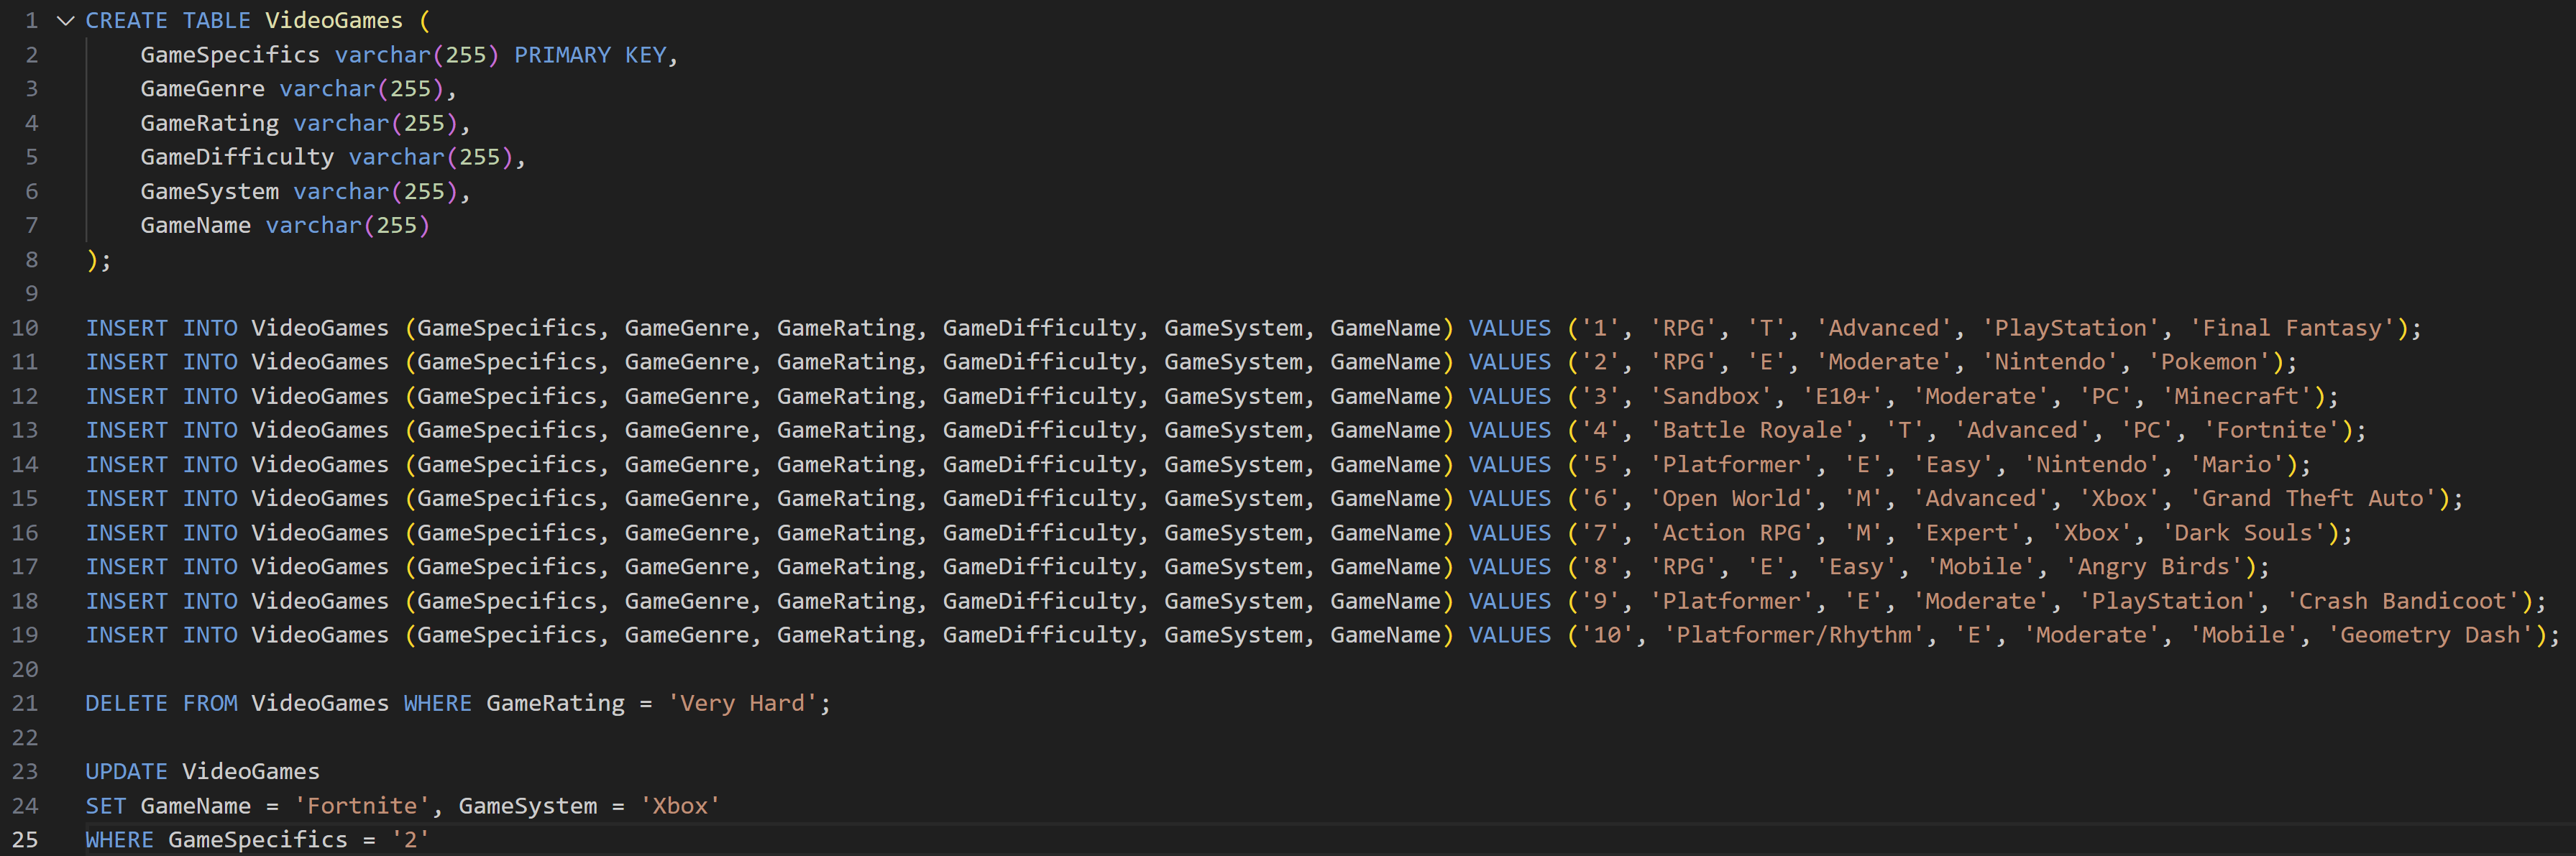 1 CREATE TABLE VideoGames (
2 GameSpecifics varchar(255) PRIMARY KEY,
3 GameGenre varchar(255),
4 GameRating varchar(255),
5 GameDifficulty varchar(255),
6 GameSystem varchar(255),
7 GameName varchar(255)
8 );
9
10 INSERT INTO VideoGames (GameSpecifics, GameGenre, GameRating, GameDifficulty, GameSystem, GameName) VALUES ('1', 'RPG', 'T', 'Advanced', 'PlayStation', 'Final Fantasy');
11 INSERT INTO VideoGames (GameSpecifics, GameGenre, GameRating, GameDifficulty, GameSystem, GameName) VALUES ('2', 'RPG', 'E', 'Moderate', 'Nintendo', 'Pokemon');
12 INSERT INTO VideoGames (GameSpecifics, GameGenre, GameRating, GameDifficulty, GameSystem, GameName) VALUES ('3', 'Sandbox', 'E10+', 'Moderate', 'PC', 'Minecraft');
13 INSERT INTO VideoGames (GameSpecifics, GameGenre, GameRating, GameDifficulty, GameSystem, GameName) VALUES ('4', 'Battle Royale', 'T', 'Advanced', 'PC', 'Fortnite');
14 INSERT INTO VideoGames (GameSpecifics, GameGenre, GameRating, GameDifficulty, GameSystem, GameName) VALUES ('5', 'Platformer', 'E', 'Easy', 'Nintendo', 'Mario');
15 INSERT INTO VideoGames (GameSpecifics, GameGenre, GameRating, GameDifficulty, GameSystem, GameName) VALUES ('6', 'Open World', 'M', 'Advanced', 'Xbox', 'Grand Theft Auto');
16 INSERT INTO VideoGames (GameSpecifics, GameGenre, GameRating, GameDifficulty, GameSystem, GameName) VALUES ('7', 'Action RPG', 'M', 'Expert', 'Xbox', 'Dark Souls');
17 INSERT INTO VideoGames (GameSpecifics, GameGenre, GameRating, GameDifficulty, GameSystem, GameName) VALUES ('8', 'RPG', 'E', 'Easy', 'Mobile', 'Angry Birds');
18 INSERT INTO VideoGames (GameSpecifics, GameGenre, GameRating, GameDifficulty, GameSystem, GameName) VALUES ('9', 'Platformer', 'E', 'Moderate', 'PlayStation', 'Crash Bandicoot');
19 INSERT INTO VideoGames (GameSpecifics, GameGenre, GameRating, GameDifficulty, GameSystem, GameName) VALUES ('10', 'Platformer/Rhythm', 'E', 'Moderate', 'Mobile', 'Geometry Dash');
20
21 DELETE FROM VideoGames WHERE GameRating = 'Very Hard';
22
23 UPDATE VideoGames
24 SET GameName = 'Fortnite', GameSystem = 'Xbox'
25 WHERE GameSpecifics = '2'